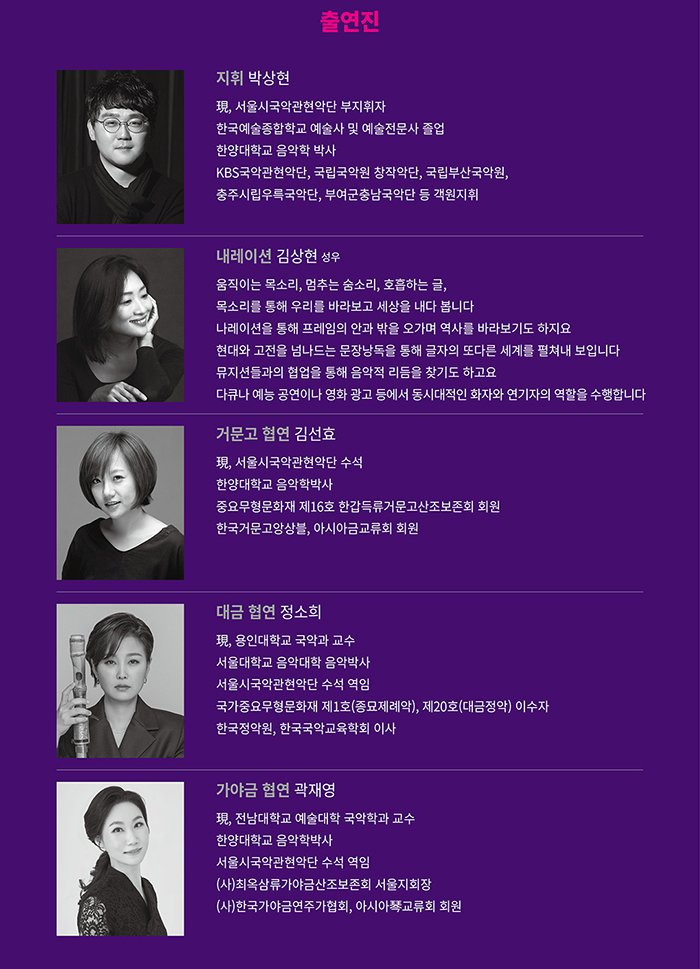 출연진
지휘 박상현
現, 서울시국악관현악단 부지휘자
한국예술종합학교 예술사 및 예술전문사 졸업
한양대학교 음악학 박사
KBS국악관현악단, 국립국악원 창작악단, 국립부산국악원,
충주시립우륵국악단, 부여군충남국악단 등 객원지휘
내레이션 김상현 성우
움직이는 목소리, 멈추는 숨소리, 호흡하는 글,
목소리를 통해 우리를 바라보고 세상을 내다 봅니다
나레이션을 통해 프레임의 안과 밖을 오가며 역사를 바라보기도 하지요
현대와 고전을 넘나드는 문장낭독을 통해 글자의 또다른 세계를 펼쳐내 보입니다
뮤지션들과의 협업을 통해 음악적 리듬을 찾기도 하고요
다큐나 예능 공연이나 영화 광고 등에서 동시대적인 화자와 연기자의 역할을 수행합니다
거문고 협연 김선효
現, 서울시국악관현악단 수석
한양대학교 음악학박사
중요무형문화재 제16호 한갑득류거문고산조보존회 회원
한국거문고앙상블, 아시아금교류회 회원
대금 협연 정소희
現, 용인대학교 국악과 교수
서울대학교 음악대학 음악박사
서울시국악관현악단 수석 역임
국가중요무형문화재 제1호(종묘제례악), 제20호(대금정악) 이수자
한국정악원, 한국국악교육학회 이사
가야금 협연 곽재영
現, 전남대학교 예술대학 국악학과 교수
한양대학교 음악학박사
서울시국악관현악단 수석 역임
(사)최옥삼류가야금산조보존회 서울지회장
(사)한국가야금연주가협회, 아시아琴교류회 회원